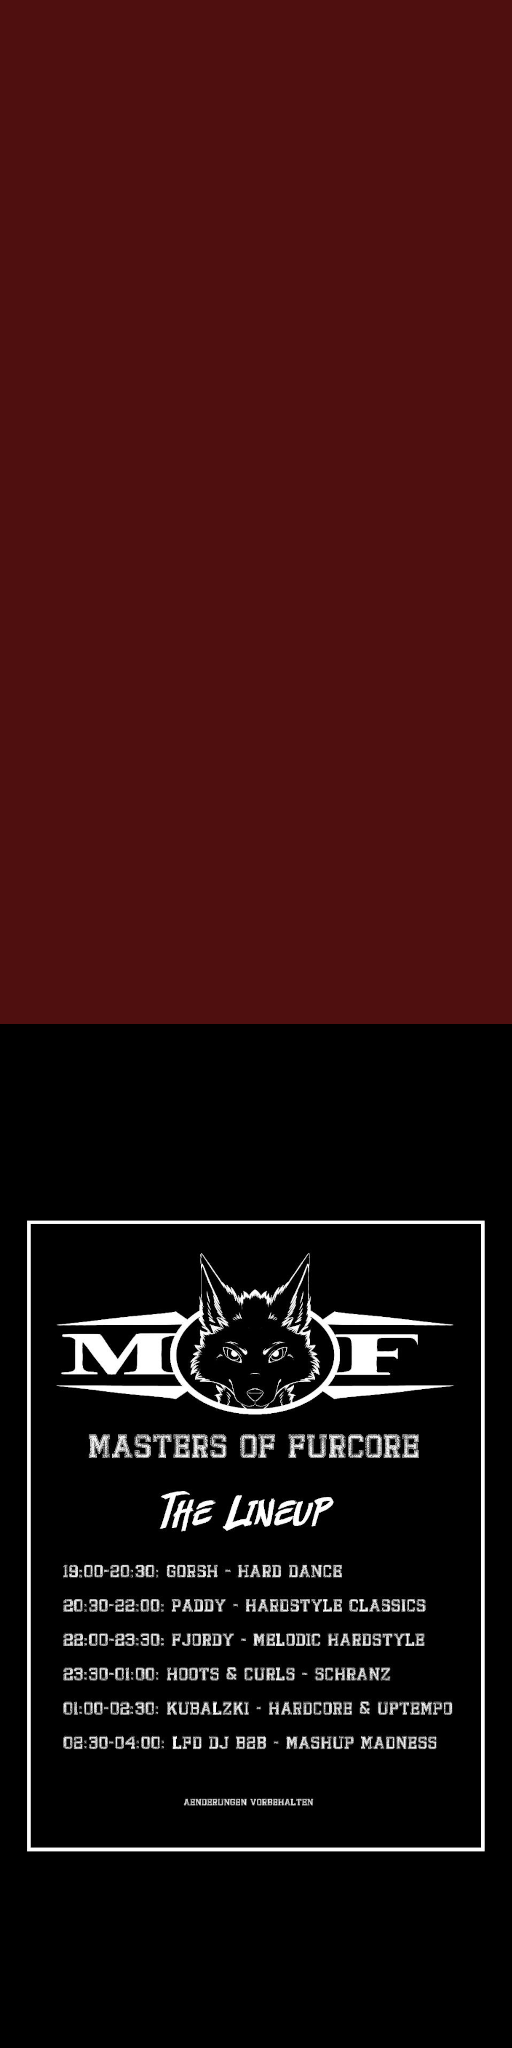 M F
MASTERS OF FURCORE
THE LINEUP
19:00-20:30: GORSH - HARD DANCE
20:30-22:00: PADDY - HARDSTYLE CLASSICS
22:00-23:30: FJORDY - MELODIC HARDSTYLE
23:30-01:00: HOOTS & CURLS - SCHRANZ
01:00-02:30: KUBALZKI - HARDCORE & UPTEMPO
02:30-04:00: LFD DJ B2B - MASHUP MADNESS
AENDERUNGEN VORBEHALTEN